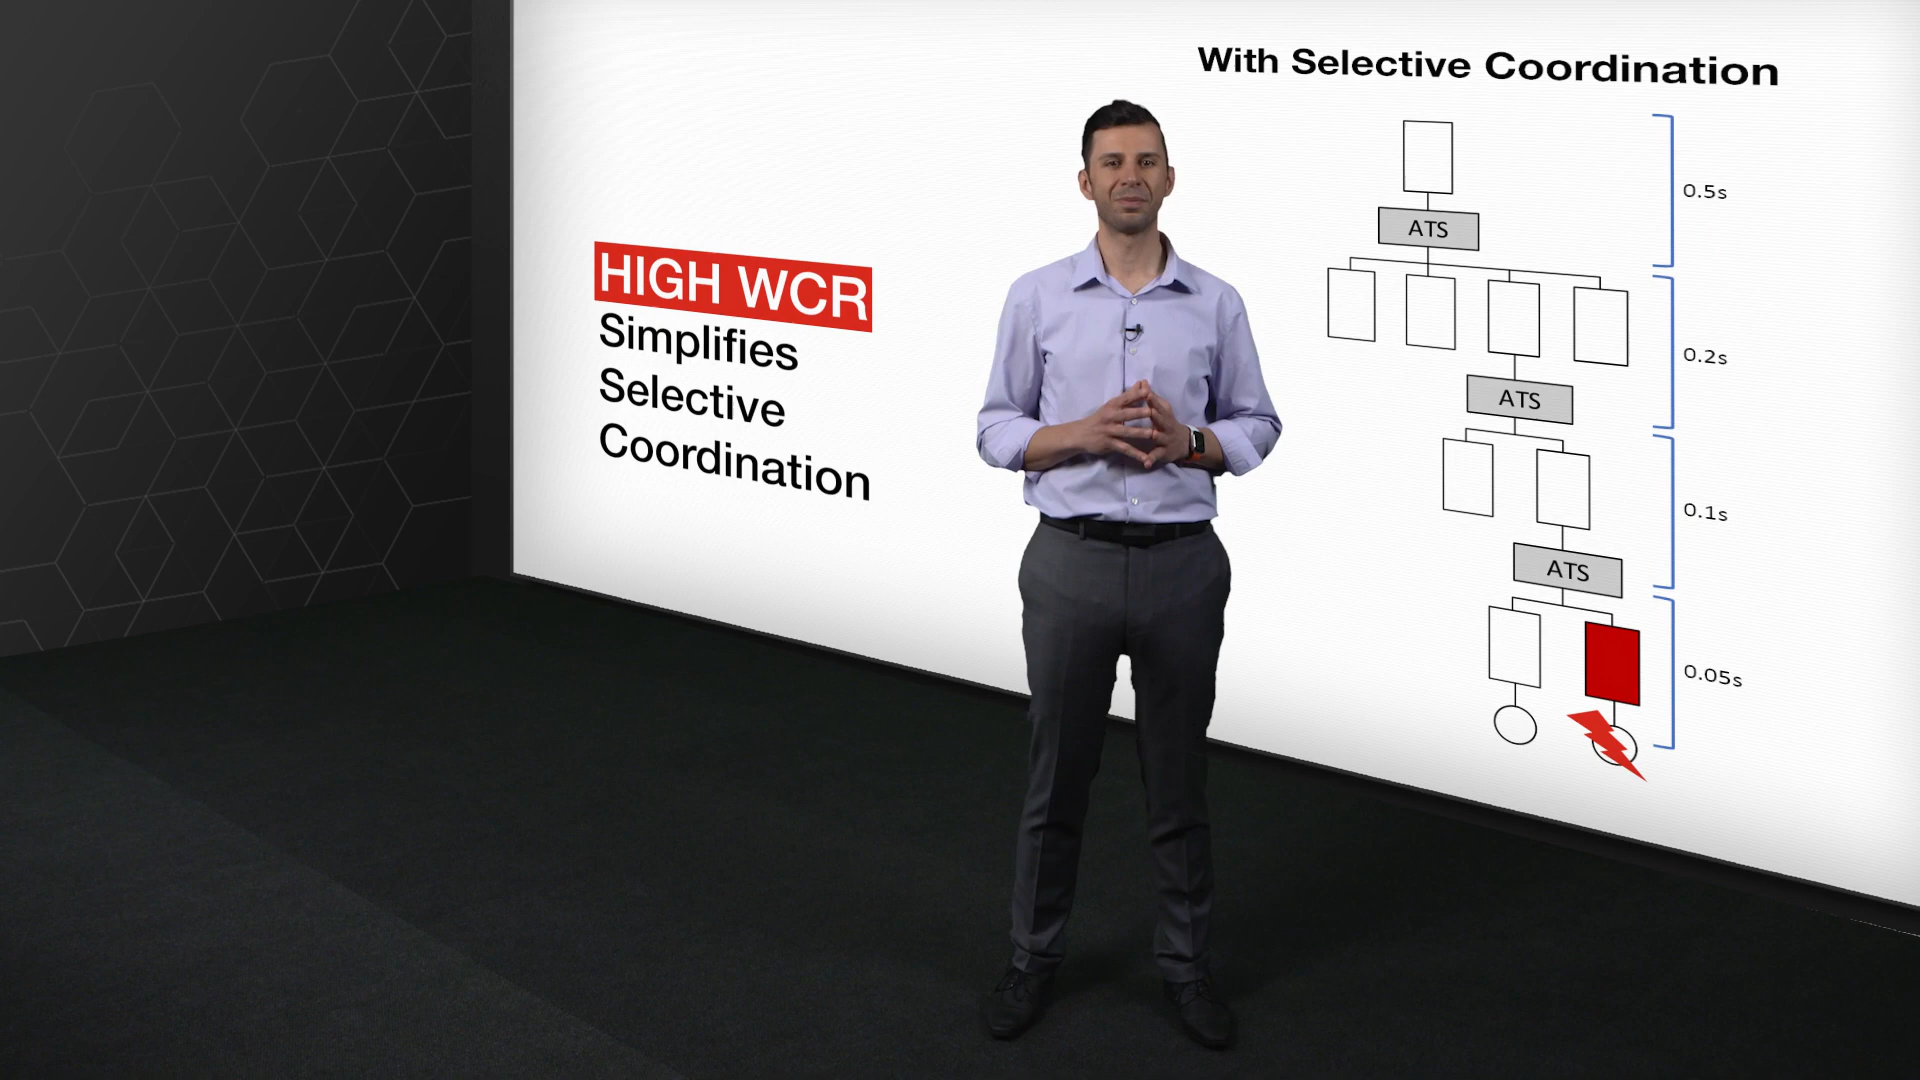 HIGH WCR
Simplifies
Selective
Coordination
With Selective Coordination
ATS
0.5s
0.2s
ATS
0.1s
ATS
0.05s